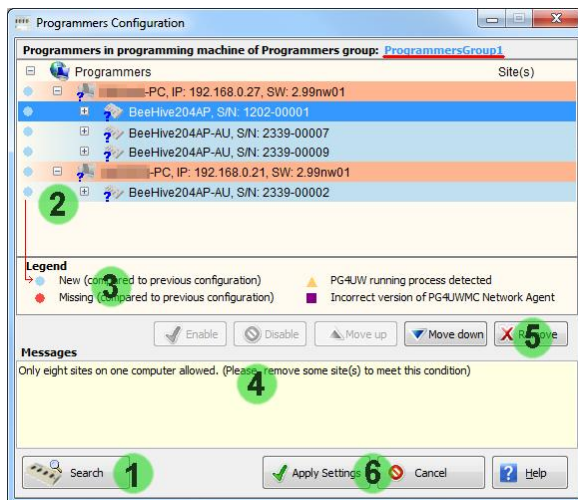 Programmers Configuration
Programmers in programming machine of Programmers group: ProgrammersGroup1
Programmers Site(s)
-PC, IP: 192.168.0.27, SW: 2.99nw01
BeeHive204AP, S/N: 1202-00001
BeeHive204AP-AU, S/N: 2339-00007
BeeHive204AP-AU, S/N: 2339-00009
-PC, IP: 192.168.0.21, SW: 2.99nw01
BeeHive204AP-AU, S/N: 2339-00002
2
Legend
New (compared to previous configuration) PG4UW running process detected
3
Missing (compared to previous configuration) Incorrect version of PG4UWMC Network Agent
Enable Disable Move up Move down Remove
5
Messages
Only eight sites on one computer allowed. (Please, remove some site(s) to meet this condition)
4
Search 1 Apply Settings 6 Cancel Help